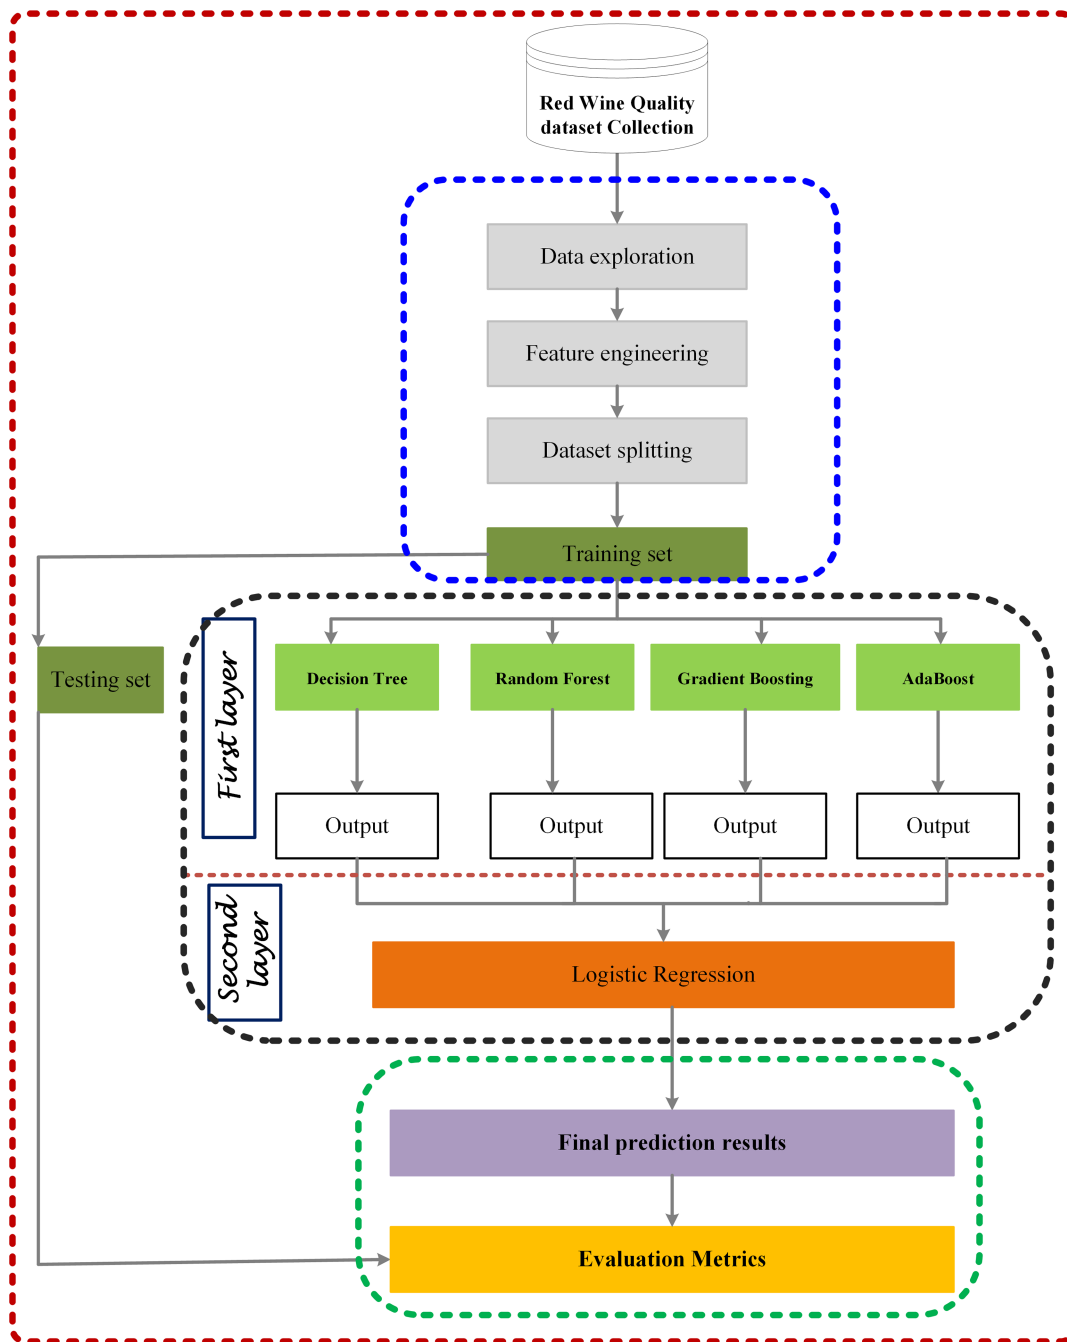 Red Wine Quality
dataset Collection
Data exploration
Feature engineering
Dataset splitting
Training set
Testing set
First layer
Decision Tree
Random Forest
Gradient Boosting
AdaBoost
Output
Output
Output
Output
Second
layer
Logistic Regression
Final prediction results
Evaluation Metrics